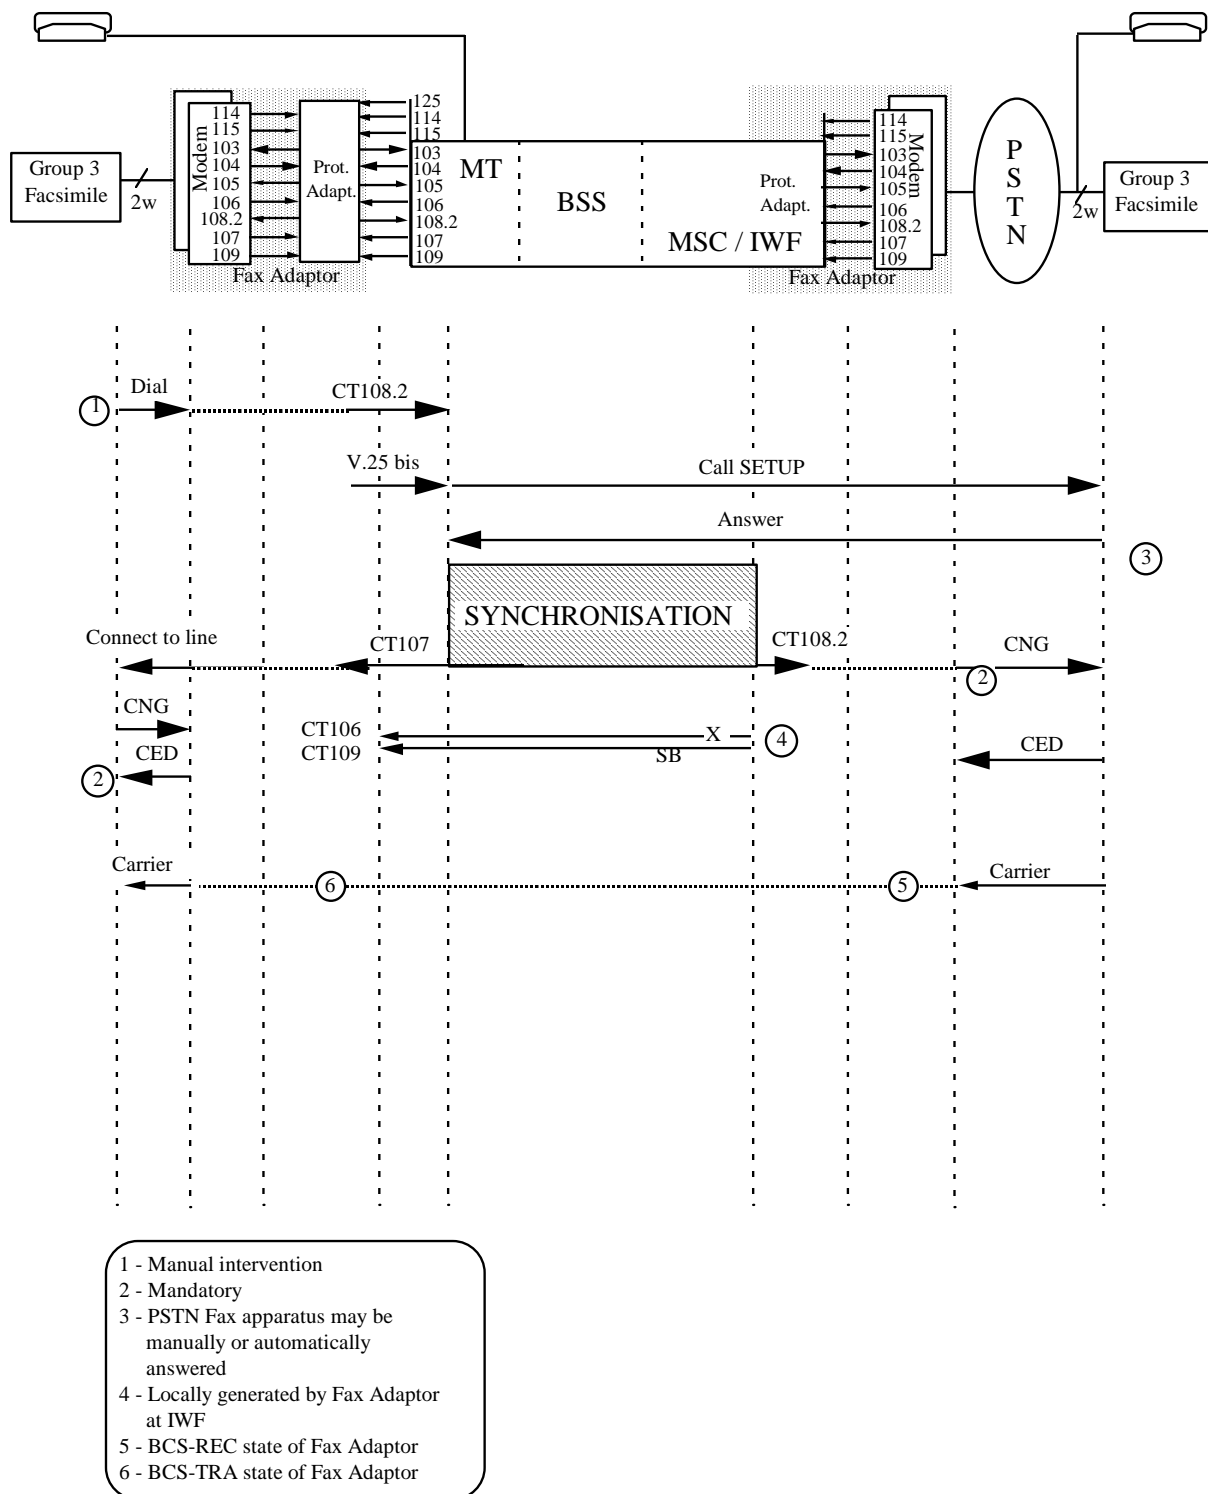 125
114
114
114
115
115
115
103
103
103
Group 3
Facsimile
2w
Modem
104
104
104
105
105
105
106
106
106
108.2
108.2
108.2
107
107
107
109
109
109
Prot.
Adapt.
MT
BSS
Prot.
Adapt.
MSC / IWF
Modem
PSTN
2w
Group 3
Facsimile
Fax Adaptor
Fax Adaptor
Dial
CT108.2
1
V.25 bis
Call SETUP
Answer
3
SYNCHRONISATION
Connect to line
CT107
CT108.2
CNG
2
CNG
CT106
X
4
CT109
SB
CED
CED
2
Carrier
6
5
Carrier
1 - Manual intervention
2 - Mandatory
3 - PSTN Fax apparatus may be
manually or automatically
answered
4 - Locally generated by Fax Adaptor
at IWF
5 - BCS-REC state of Fax Adaptor
6 - BCS-TRA state of Fax Adaptor